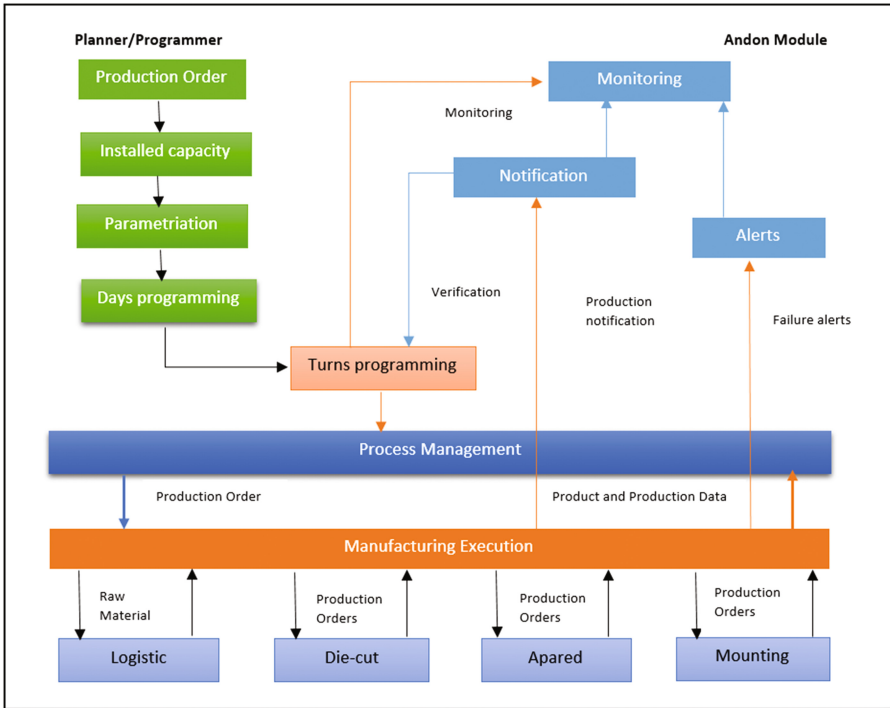 Planner/Programmer
Andon Module
Production Order
Monitoring
Monitoring
Installed capacity
Notification
Parametriation
Alerts
Days programming
Verification
Production
notification
Failure alerts
Turns programming
Process Management
Production Order
Product and Production Data
Manufacturing Execution
Raw
Material
Production
Orders
Production
Orders
Production
Orders
Logistic
Die-cut
Apared
Mounting